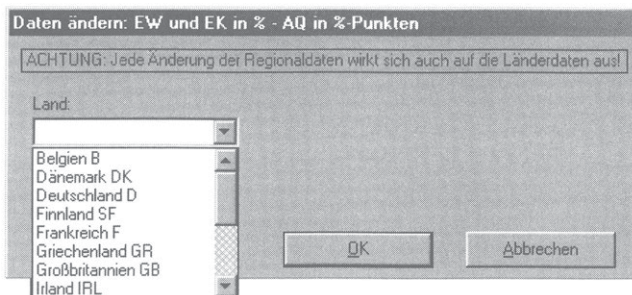 Daten ändern: EW und EK in % - AQ in %-Punkten
ACHTUNG: Jede Änderung der Regionaldaten wirkt sich auch auf die Länderdaten aus!
Land:
Belgien B
Dänemark DK
Deutschland D
Finnland SF
Frankreich F
Griechenland GR
Großbritannien GB
Irland IRL
OK
Abbrechen